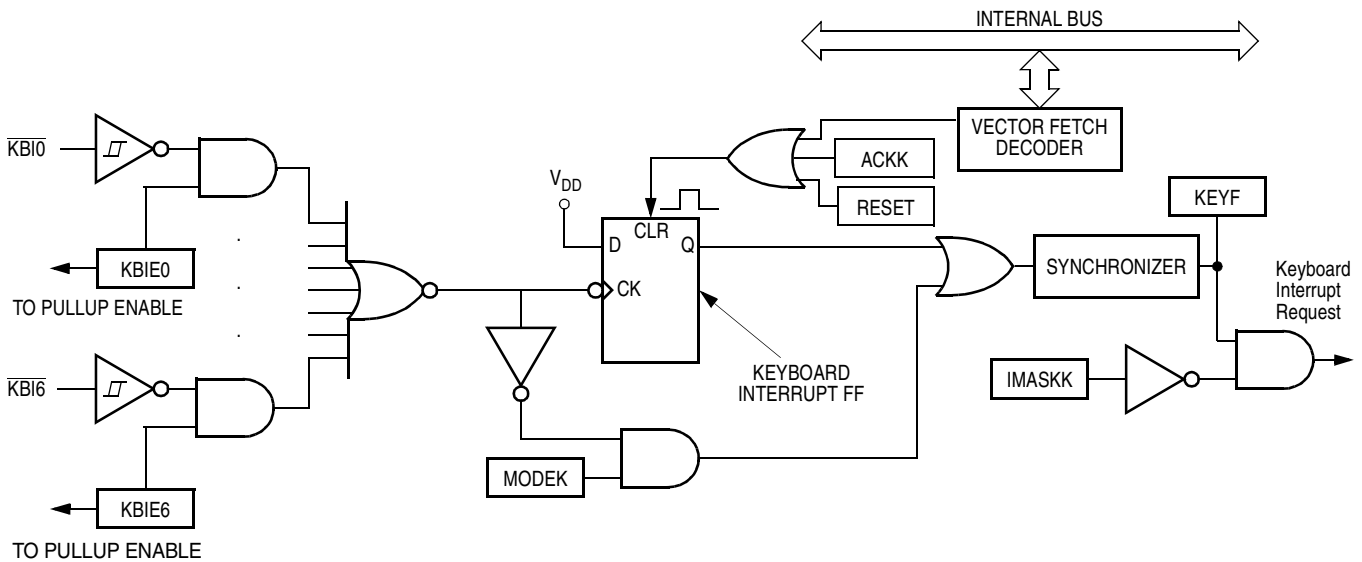 INTERNAL BUS
VECTOR FETCH
DECODER
ACKK
RESET
KBI0
KBIE0
TO PULLUP ENABLE
.
.
.
KBI6
KBIE6
TO PULLUP ENABLE
VDD
D
CLR
Q
CK
KEYBOARD
INTERRUPT FF
MODEK
SYNCHRONIZER
KEYF
IMASKK
Keyboard
Interrupt
Request